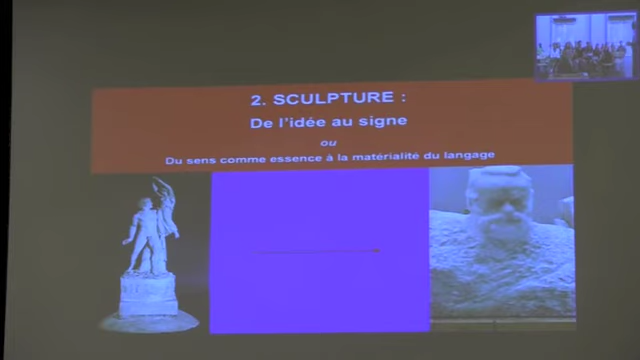 2. SCULPTURE :
De l'idée au signe
ou
Du sens comme essence à la matérialité du langage